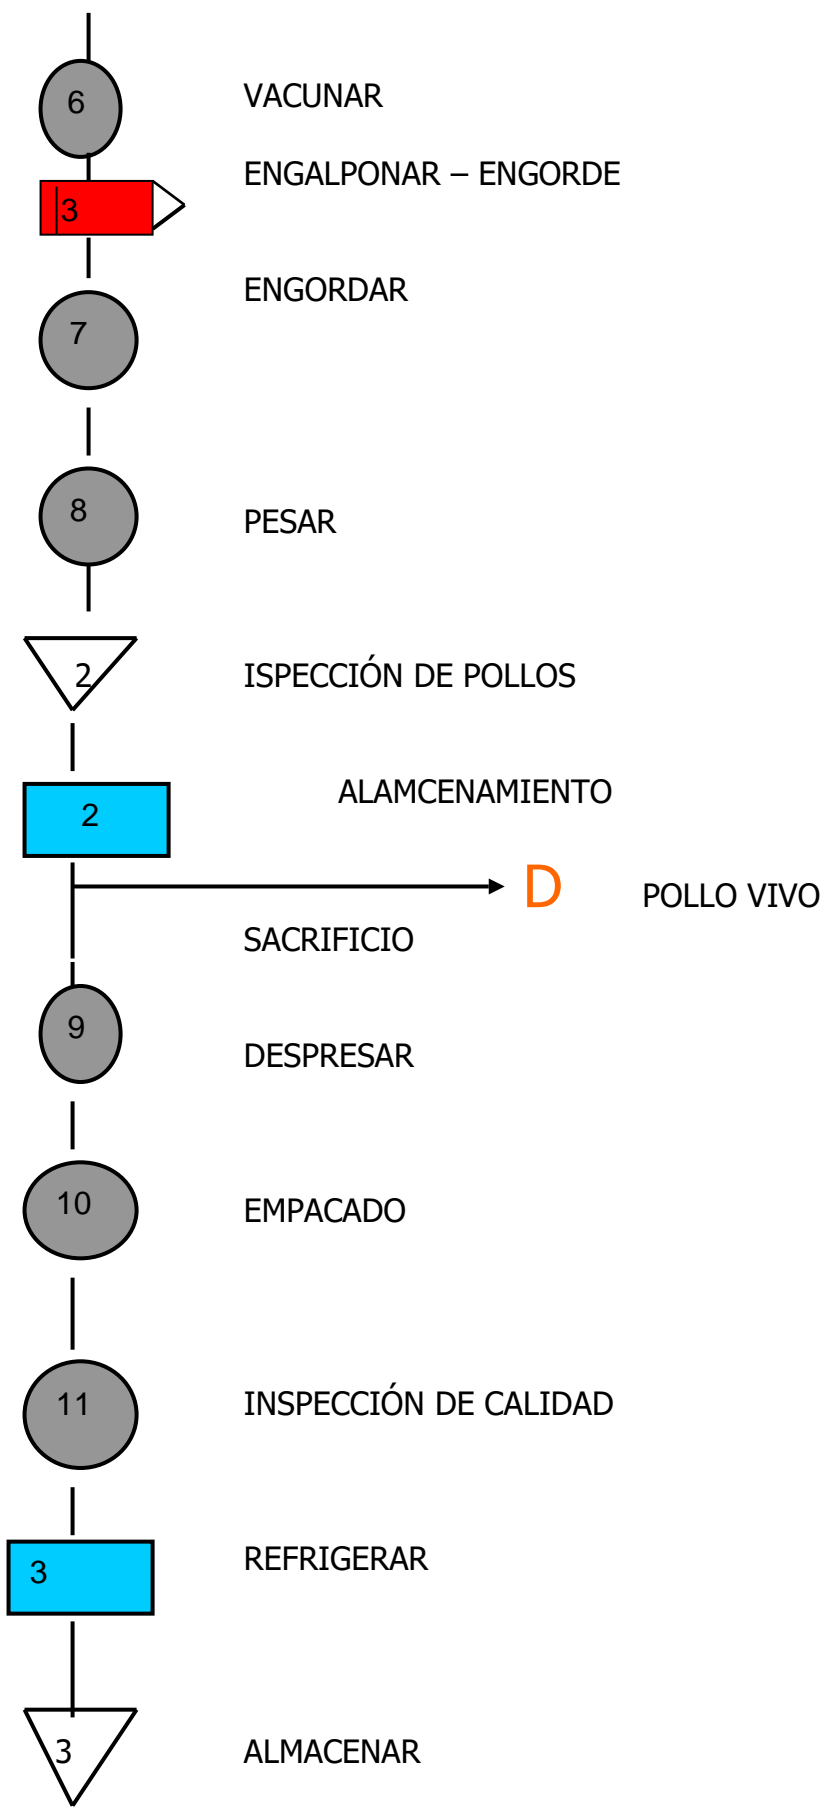 6
VACUNAR
ENGALPONAR – ENGORDE
3
ENGORDAR
7
8
PESAR
2
ISPECCIÓN DE POLLOS
ALAMCENAMIENTO
2
D
POLLO VIVO
SACRIFICIO
9
DESPRESAR
10
EMPACADO
11
INSPECCIÓN DE CALIDAD
REFRIGERAR
3
3
ALMACENAR